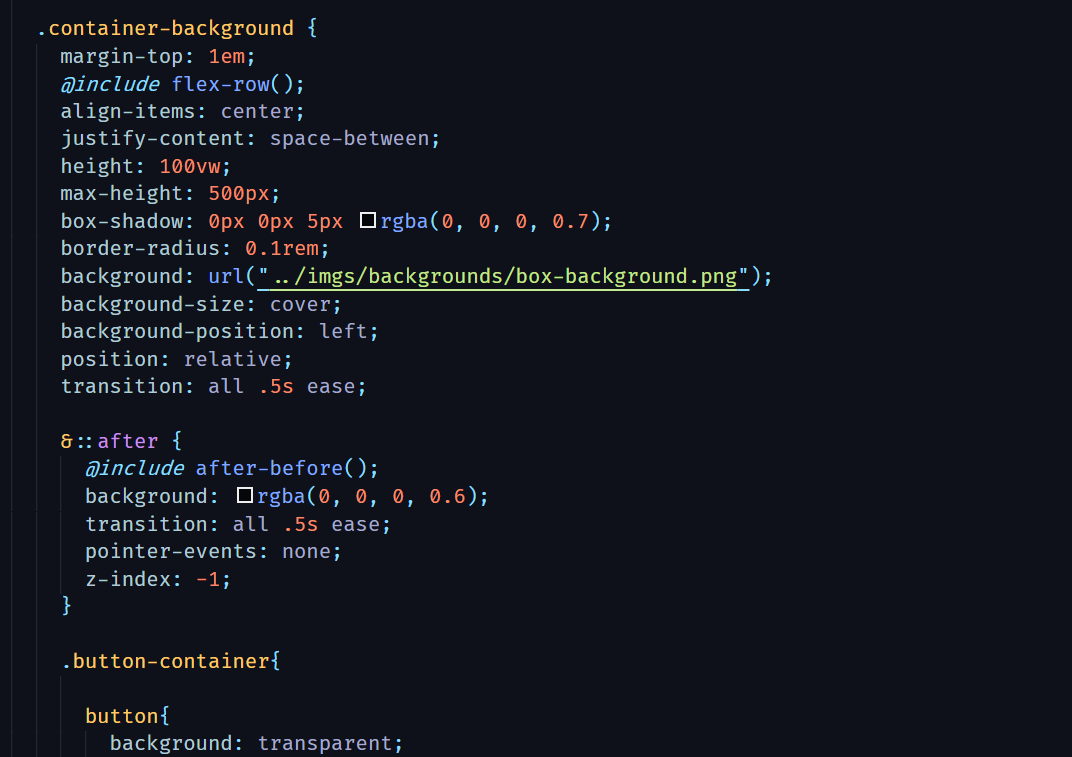 .container-background {
margin-top: 1em;
@include flex-row();
align-items: center;
justify-content: space-between;
height: 100vw;
max-height: 500px;
box-shadow: 0px 0px 5px rgba(0, 0, 0, 0.7);
border-radius: 0.1rem;
background: url("../imgs/backgrounds/box-background.png");
background-size: cover;
background-position: left;
position: relative;
transition: all .5s ease;
&::after {
@include after-before();
background: rgba(0, 0, 0, 0.6);
transition: all .5s ease;
pointer-events: none;
z-index: -1;
}
.button-container{
button{
background: transparent;